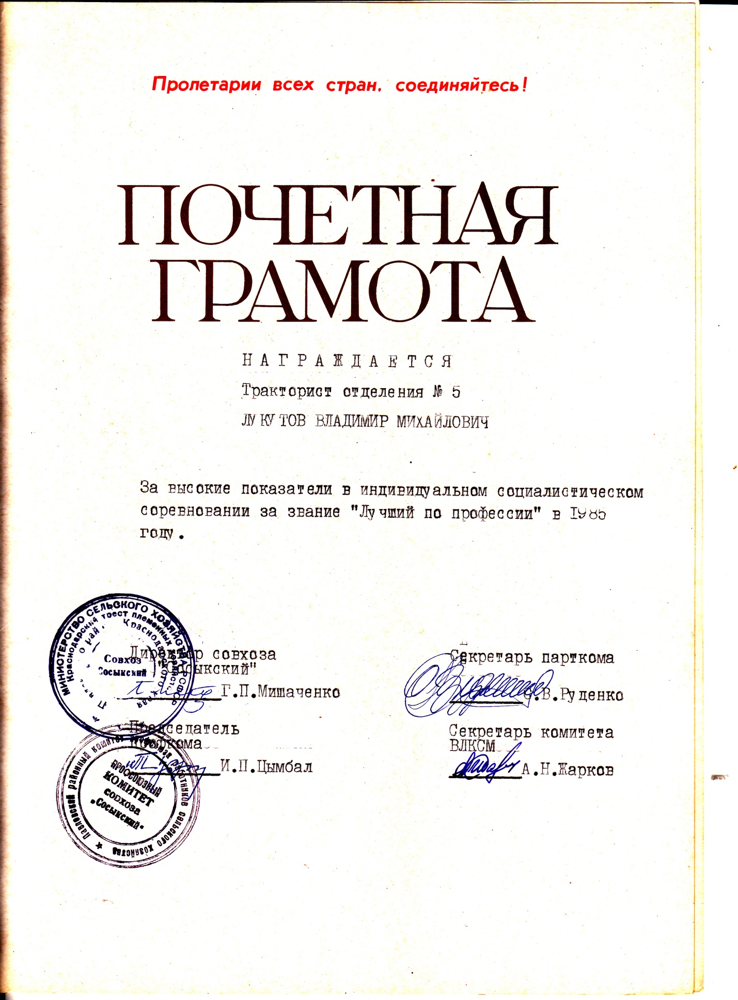 Пролетарии всех стран, соединяйтесь!
ПОЧЕТНАЯ
ГРАМОТА
НАГРАЖДАЕТСЯ
Тракторист отделения № 5
ЛУКУТОВ ВЛАДИМИР МИХАЙЛОВИЧ
За высокие показатели в индивидуальном социалистическом
соревновании за звание "Лучший по профессии" в 1985
году.
Директор совхоза
"Сосыкский"
Г.П.Мишаченко
Председатель
профкома
И.П.Цымбал
Секретарь парткома
С.В.Руденко
Секретарь комитета
ВЛКСМ
А.Н.Жарков
МИНИСТЕРСТВО СЕЛЬСКОГО ХОЗЯЙСТВА РСФСР
Краснодарский трест племенных
Краснодарского края
Совхоз
Сосыкский
Павловский районный комитет профсоюза работников сельского хозяйства
ПРОФСОЮЗНЫЙ
КОМИТЕТ
совхоза
"Сосыкский"